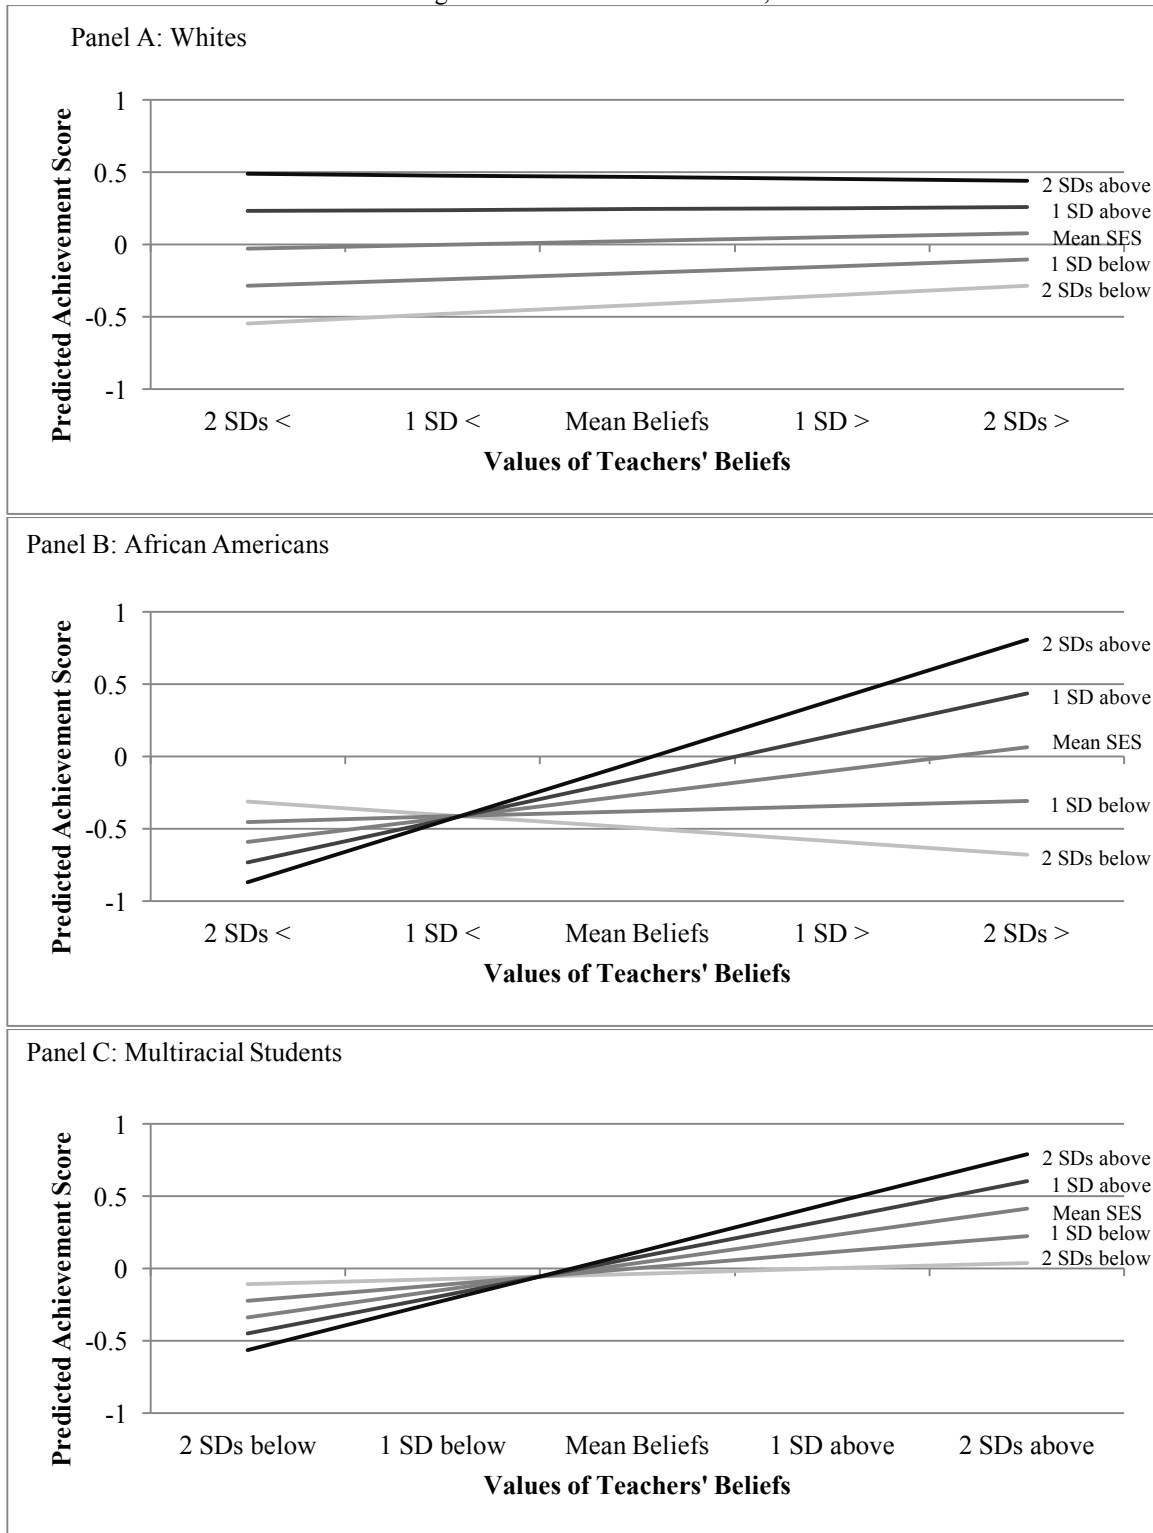 Panel A: Whites
Predicted Achievement Score
1
0.5
0
-0.5
-1
2 SDs above
1 SD above
Mean SES
1 SD below
2 SDs below
2 SDs <
1 SD <
Mean Beliefs
1 SD >
2 SDs >
Values of Teachers' Beliefs
Panel B: African Americans
Predicted Achievement Score
1
0.5
0
-0.5
-1
2 SDs above
1 SD above
Mean SES
1 SD below
2 SDs below
2 SDs <
1 SD <
Mean Beliefs
1 SD >
2 SDs >
Values of Teachers' Beliefs
Panel C: Multiracial Students
Predicted Achievement Score
1
0.5
0
-0.5
-1
2 SDs above
1 SD above
Mean SES
1 SD below
2 SDs below
2 SDs below
1 SD below
Mean Beliefs
1 SD above
2 SDs above
Values of Teachers' Beliefs